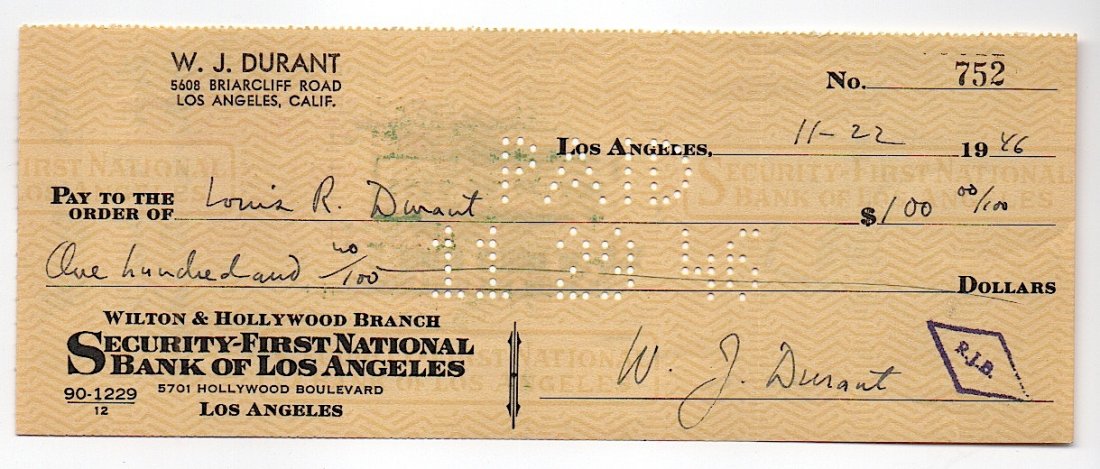 W. J. DURANT
5608 BRIARCLIFF ROAD
LOS ANGELES, CALIF.
No. 752
LOS ANGELES, 11-22 1946
PAID
PAY TO THE ORDER OF Louis R. Durant $100 00/100
One hundred and no/100 DOLLARS
WILTON & HOLLYWOOD BRANCH
SECURITY-FIRST NATIONAL
BANK OF LOS ANGELES
5701 HOLLYWOOD BOULEVARD
90-1229
12
LOS ANGELES
W. J. Durant
R.J.D.